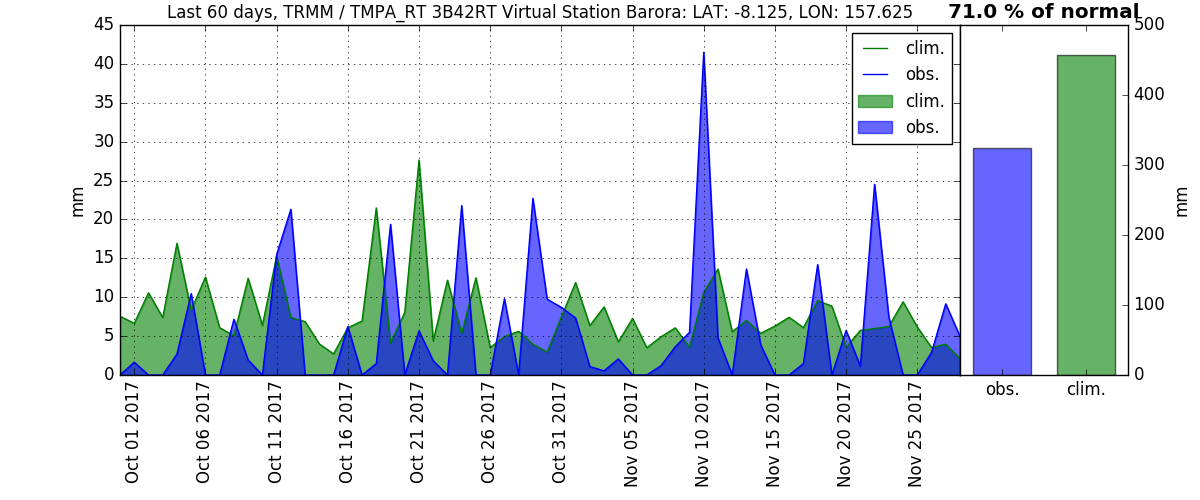 Last 60 days, TRMM / TMPA_RT 3B42RT Virtual Station Barora: LAT: -8.125, LON: 157.625
71.0 % of normal
45
40
35
30
25
20
15
10
5
0
mm
clim.
obs.
clim.
obs.
Oct 01 2017
Oct 06 2017
Oct 11 2017
Oct 16 2017
Oct 21 2017
Oct 26 2017
Oct 31 2017
Nov 05 2017
Nov 10 2017
Nov 15 2017
Nov 20 2017
Nov 25 2017
500
400
300
200
100
0
mm
obs.
clim.